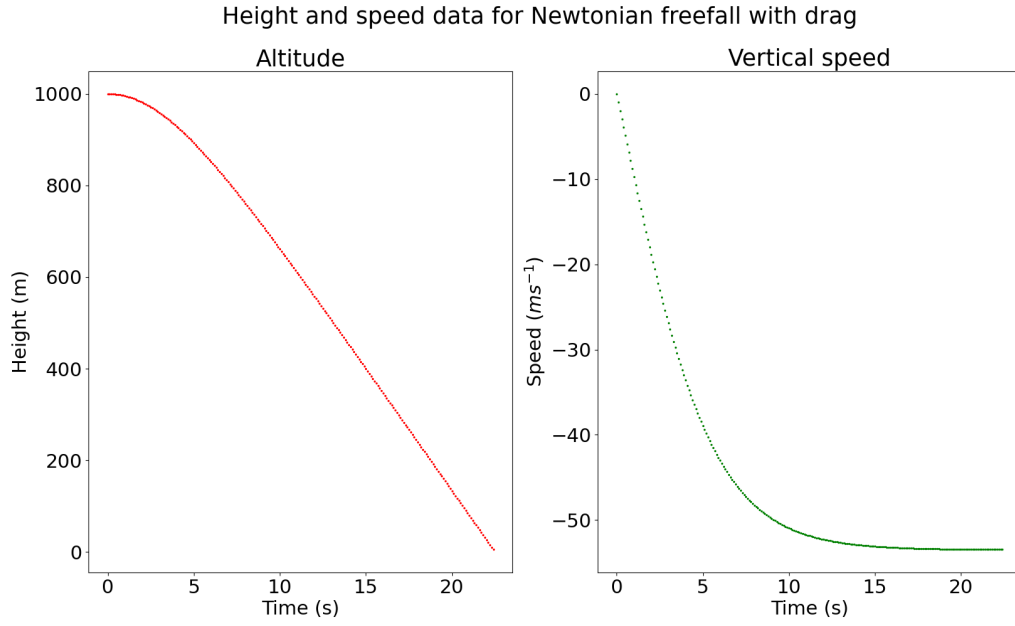 Height and speed data for Newtonian freefall with drag
Altitude
1000
800
600
400
200
0
Height (m)
0 5 10 15 20
Time (s)
Vertical speed
0
−10
−20
−30
−40
−50
Speed (ms⁻¹)
0 5 10 15 20
Time (s)